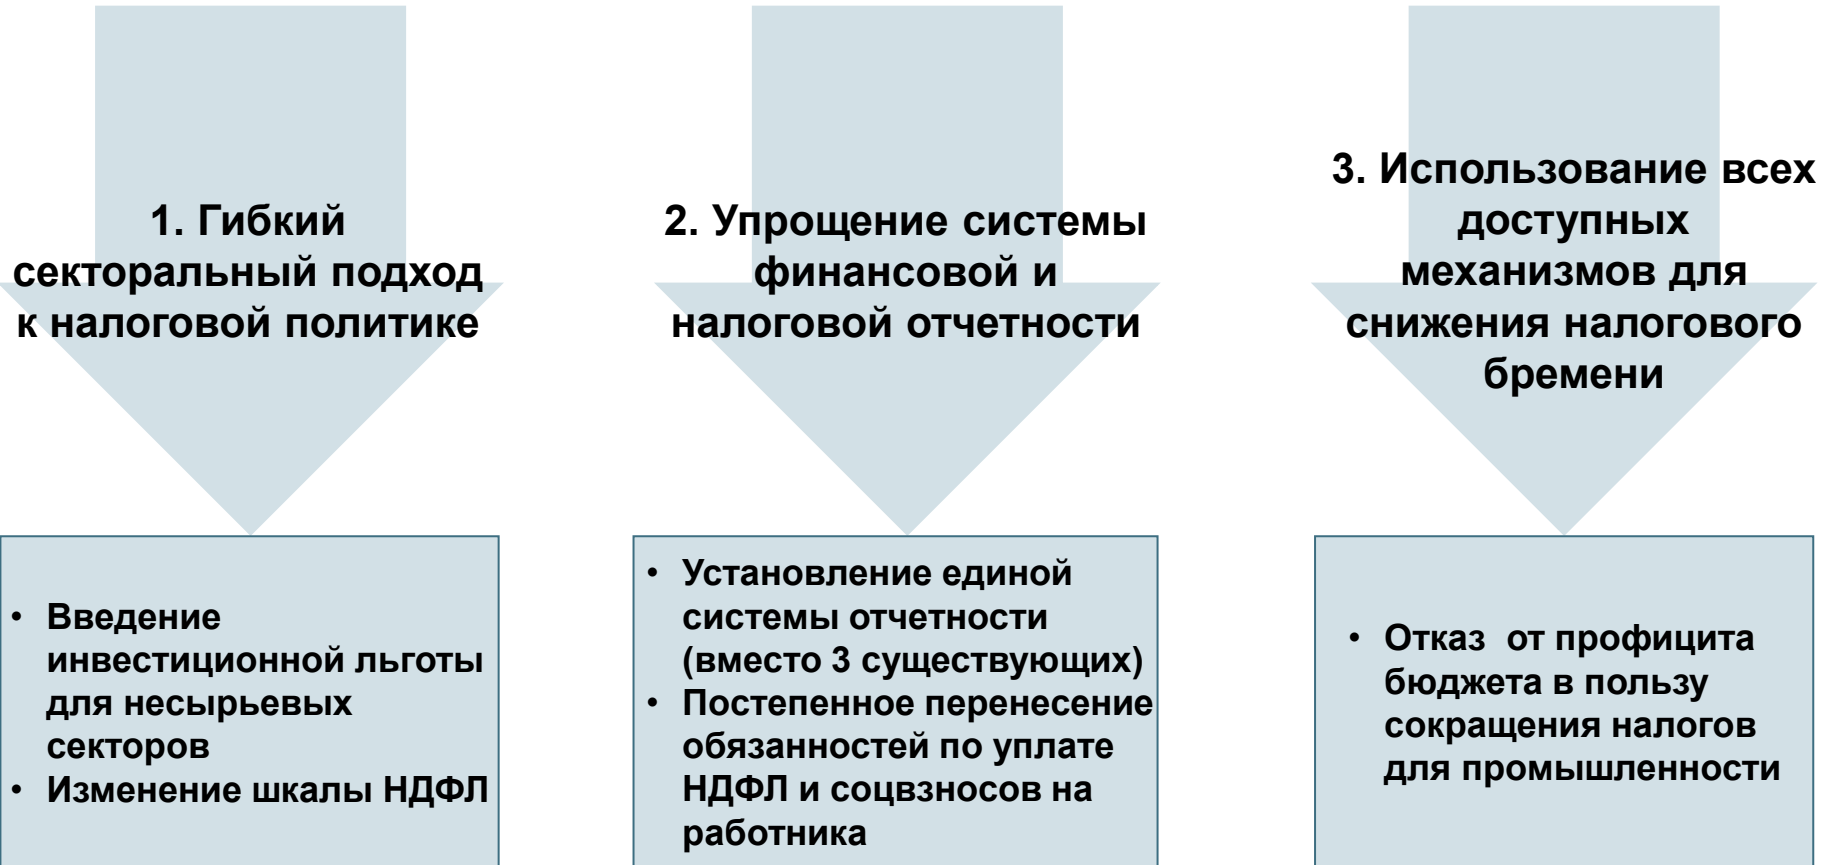 1. Гибкий
секторальный подход
к налоговой политике
2. Упрощение системы
финансовой и
налоговой отчетности
3. Использование всех
доступных
механизмов для
снижения налогового
бремени
• Введение
инвестиционной льготы
для несырьевых
секторов
• Изменение шкалы НДФЛ
• Установление единой
системы отчетности
(вместо 3 существующих)
• Постепенное перенесение
обязанностей по уплате
НДФЛ и соцвзносов на
работника
• Отказ  от профицита
бюджета в пользу
сокращения налогов
для промышленности